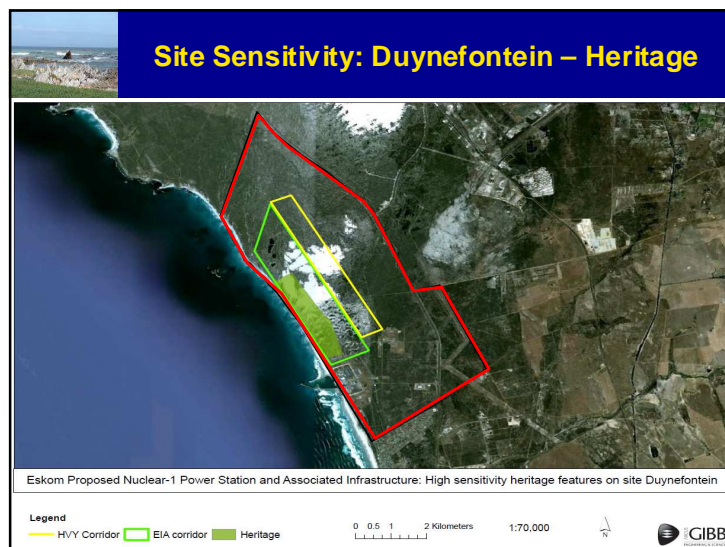 Site Sensitivity: Duynefontein – Heritage
Eskom Proposed Nuclear-1 Power Station and Associated Infrastructure: High sensitivity heritage features on site Duynefontein
Legend
HVY Corridor EIA corridor Heritage
0 0.5 1 2 Kilometers
1:70,000
N
GIBB